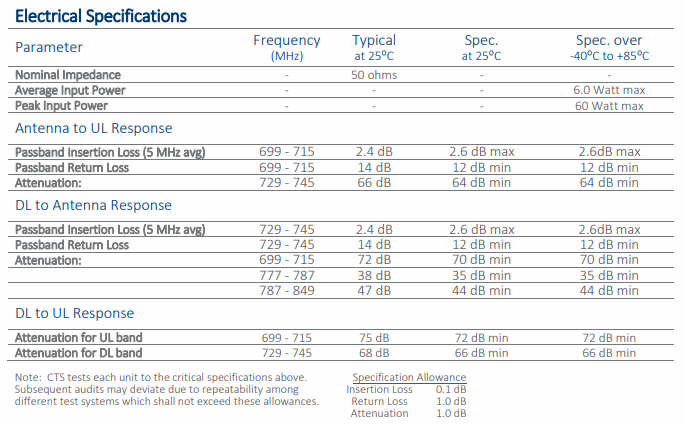 Electrical Specifications
Parameter Frequency (MHz) Typical at 25⁰C Spec. at 25⁰C Spec. over -40⁰C to +85⁰C
Nominal Impedance - 50 ohms - -
Average Input Power - - - 6.0 Watt max
Peak Input Power - - - 60 Watt max
Antenna to UL Response
Passband Insertion Loss (5 MHz avg) 699 - 715 2.4 dB 2.6 dB max 2.6dB max
Passband Return Loss 699 - 715 14 dB 12 dB min 12 dB min
Attenuation: 729 - 745 66 dB 64 dB min 64 dB min
DL to Antenna Response
Passband Insertion Loss (5 MHz avg) 729 - 745 2.4 dB 2.6 dB max 2.6dB max
Passband Return Loss 729 - 745 14 dB 12 dB min 12 dB min
Attenuation: 699 - 715 72 dB 70 dB min 70 dB min
777 - 787 38 dB 35 dB min 35 dB min
787 - 849 47 dB 44 dB min 44 dB min
DL to UL Response
Attenuation for UL band 699 - 715 75 dB 72 dB min 72 dB min
Attenuation for DL band 729 - 745 68 dB 66 dB min 66 dB min
Note: CTS tests each unit to the critical specifications above.
Subsequent audits may deviate due to repeatability among
different test systems which shall not exceed these allowances.
Specification Allowance
Insertion Loss 0.1 dB
Return Loss 1.0 dB
Attenuation 1.0 dB